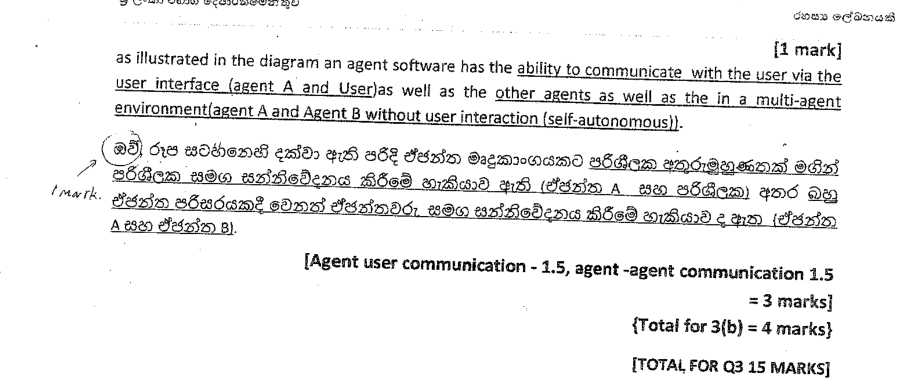 ශ්‍රී ලංකා විභාග දෙපාර්තමේන්තුව
රහස්‍ය ලේඛනයකි
[1 mark]
as illustrated in the diagram an agent software has the ability to communicate with the user via the
user interface (agent A and User)as well as the other agents as well as the in a multi-agent
environment(agent A and Agent B without user interaction (self-autonomous)).
ඔව් රූප සටහනෙහි දක්වා ඇති පරිදි ඒජන්ත මෘදුකාංගයකට පරිශීලක අතුරුමුහුණතක් මගින්
පරිශීලක සමග සන්නිවේදනය කිරීමේ හැකියාව ඇති (ඒජන්ත A සහ පරිශීලක) අතර බහු
1 mark.
ඒජන්ත පරිසරයකදී වෙනත් ඒජන්තවරු සමග සන්නිවේදනය කිරීමේ හැකියාව ද ඇත (ඒජන්ත
A සහ ඒජන්ත B).
[Agent user communication - 1.5, agent -agent communication 1.5
= 3 marks]
{Total for 3(b) = 4 marks}
[TOTAL FOR Q3 15 MARKS]